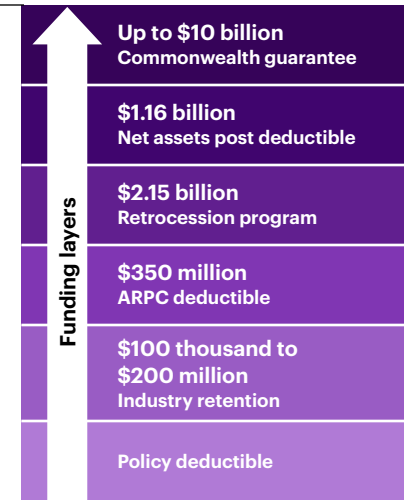 Up to $10 billion
Commonwealth guarantee
$1.16 billion
Net assets post deductible
$2.15 billion
Retrocession program
$350 million
ARPC deductible
$100 thousand to
$200 million
Industry retention
Policy deductible
Funding layers